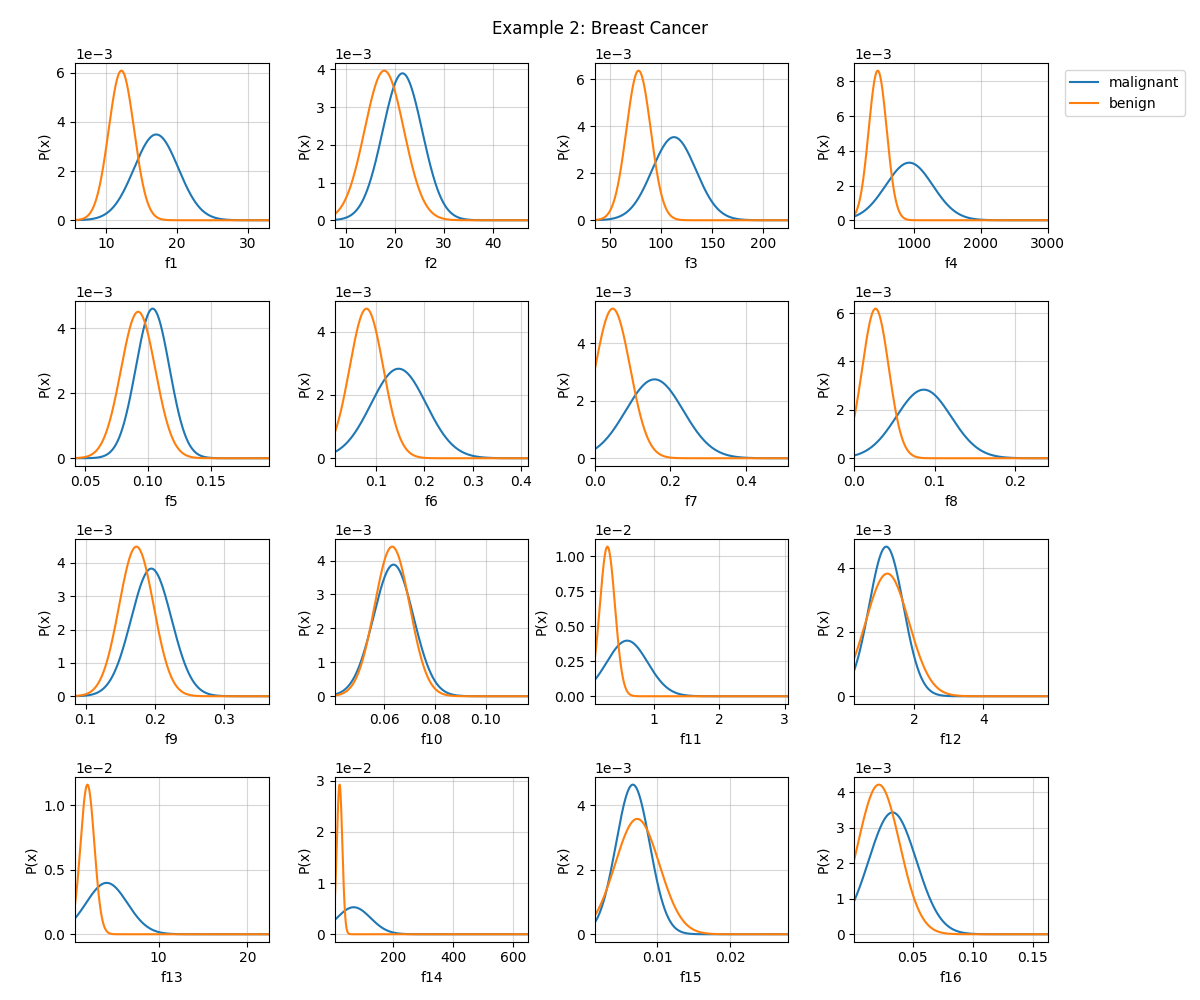 Example 2: Breast Cancer
1e−3 1e−3 1e−3 1e−3
malignant
benign
6 4 6 8
3 6
4 4
2 4
2 2
1 2
0 0 0 0
P(x) P(x) P(x) P(x)
10 20 30 10 20 30 40 50 100 150 200 1000 2000 3000
f1 f2 f3 f4
1e−3 1e−3 1e−3 1e−3
4 4 4 6
4
2 2 2 2
0 0 0 0
P(x) P(x) P(x) P(x)
0.05 0.10 0.15 0.1 0.2 0.3 0.4 0.0 0.2 0.4 0.0 0.1 0.2
f5 f6 f7 f8
1e−3 1e−3 1e−2 1e−3
4 4 1.00 4
3 3 0.75
2 2 0.50 2
1 1 0.25
0 0 0.00 0
P(x) P(x) P(x) P(x)
0.1 0.2 0.3 0.06 0.08 0.10 1 2 3 2 4
f9 f10 f11 f12
1e−2 1e−2 1e−3 1e−3
1.0 3 4 4
2 3
0.5 2 2
1 1
0.0 0 0 0
P(x) P(x) P(x) P(x)
10 20 200 400 600 0.01 0.02 0.05 0.10 0.15
f13 f14 f15 f16